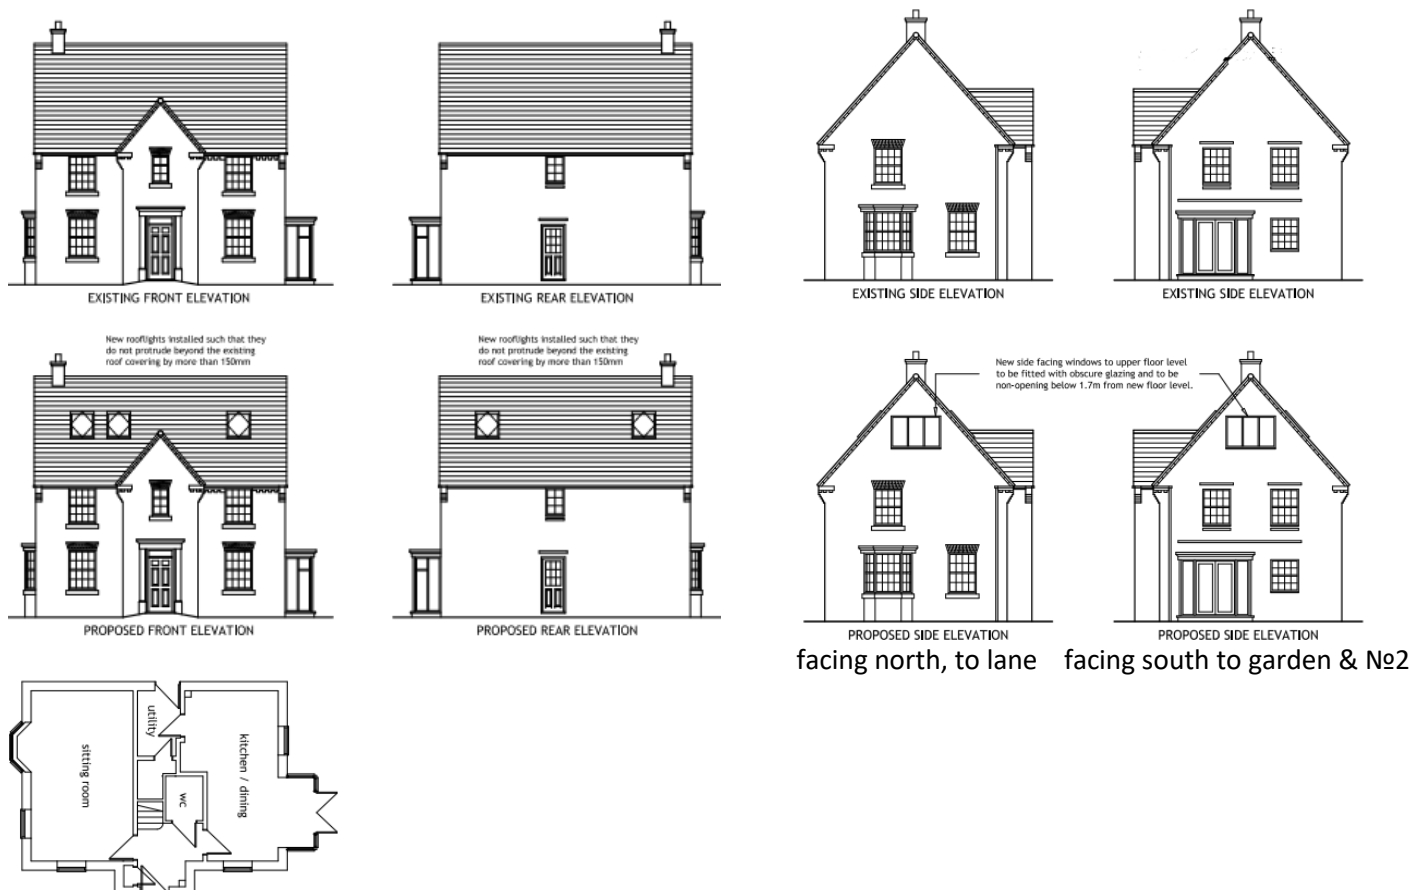 EXISTING FRONT ELEVATION
EXISTING REAR ELEVATION
EXISTING SIDE ELEVATION
EXISTING SIDE ELEVATION
New rooflights installed such that they
do not protrude beyond the existing
roof covering by more than 150mm
New rooflights installed such that they
do not protrude beyond the existing
roof covering by more than 150mm
New side facing windows to upper floor level
to be fitted with obscure glazing and to be
non-opening below 1.7m from new floor level.
PROPOSED FRONT ELEVATION
PROPOSED REAR ELEVATION
PROPOSED SIDE ELEVATION
facing north, to lane
PROPOSED SIDE ELEVATION
facing south to garden & №2
utility
sitting room
kitchen / dining
wc